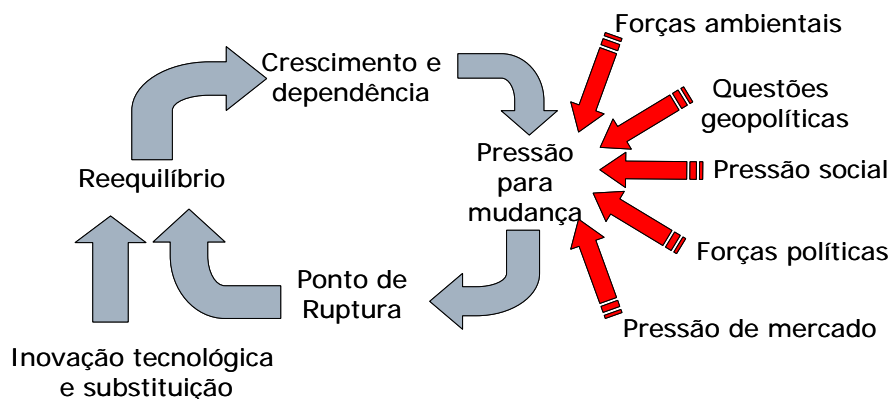 Forças ambientais
Crescimento e
dependência
Questões
geopolíticas
Pressão
para
mudança
Pressão social
Reequilíbrio
Forças políticas
Ponto de
Ruptura
Pressão de mercado
Inovação tecnológica
e substituição